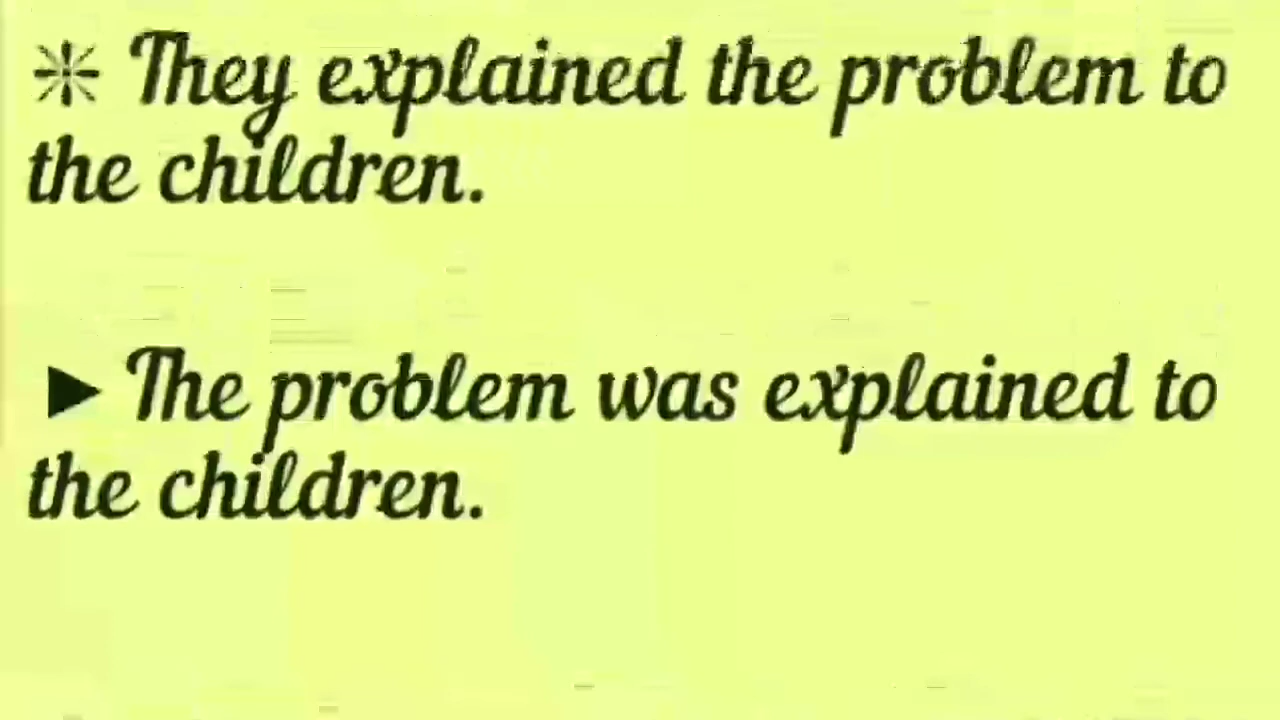 ✳ They explained the problem to
the children.
► The problem was explained to
the children.